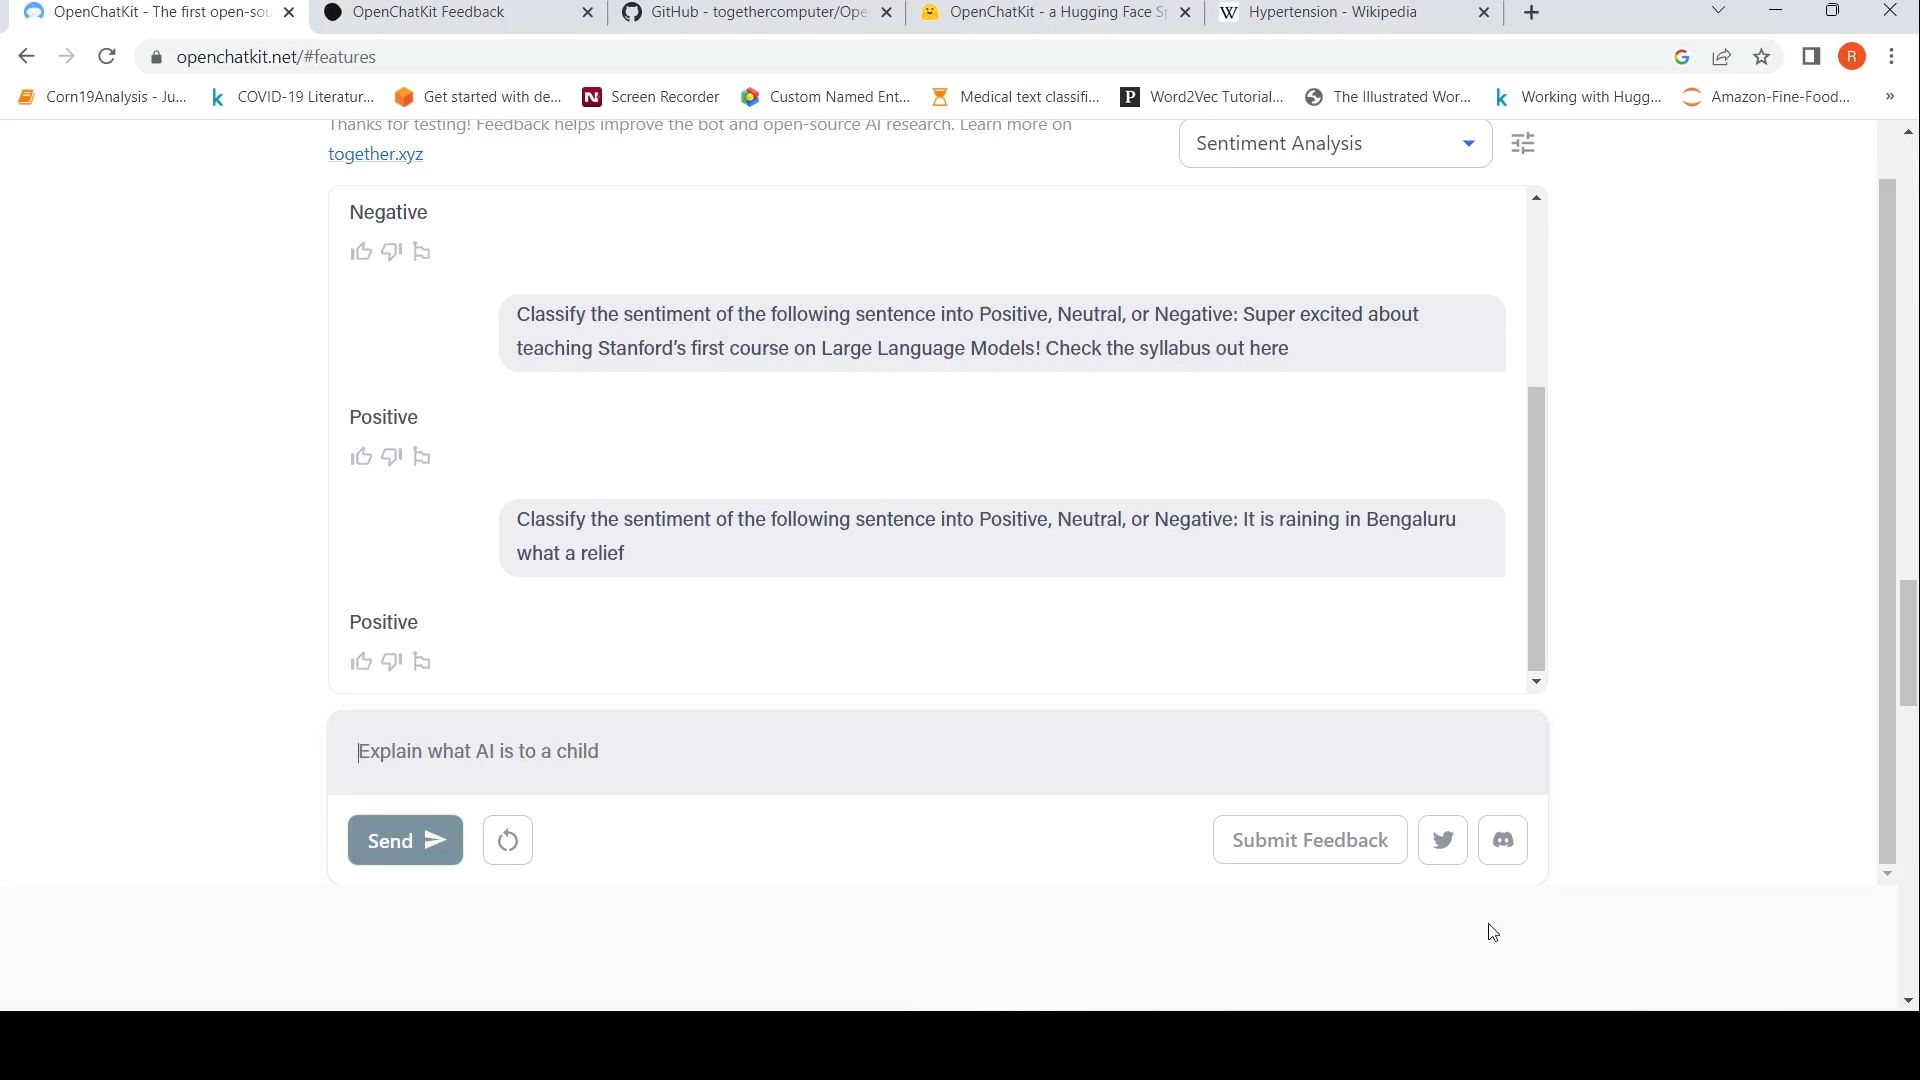 OpenChatKit - The first open-sou
OpenChatKit Feedback
GitHub - togethercomputer/Ope
OpenChatKit - a Hugging Face Sp
W Hypertension - Wikipedia
openchatkit.net/#features
R
Corn19Analysis - Ju...
k COVID-19 Literatur...
Get started with de...
N Screen Recorder
Custom Named Ent...
Medical text classifi...
P Word2Vec Tutorial...
The Illustrated Wor...
k Working with Hugg...
Amazon-Fine-Food...
»
Thanks for testing! Feedback helps improve the bot and open-source AI research. Learn more on
together.xyz
Sentiment Analysis
Negative
Classify the sentiment of the following sentence into Positive, Neutral, or Negative: Super excited about
teaching Stanford's first course on Large Language Models! Check the syllabus out here
Positive
Classify the sentiment of the following sentence into Positive, Neutral, or Negative: It is raining in Bengaluru
what a relief
Positive
Explain what AI is to a child
Send
Submit Feedback